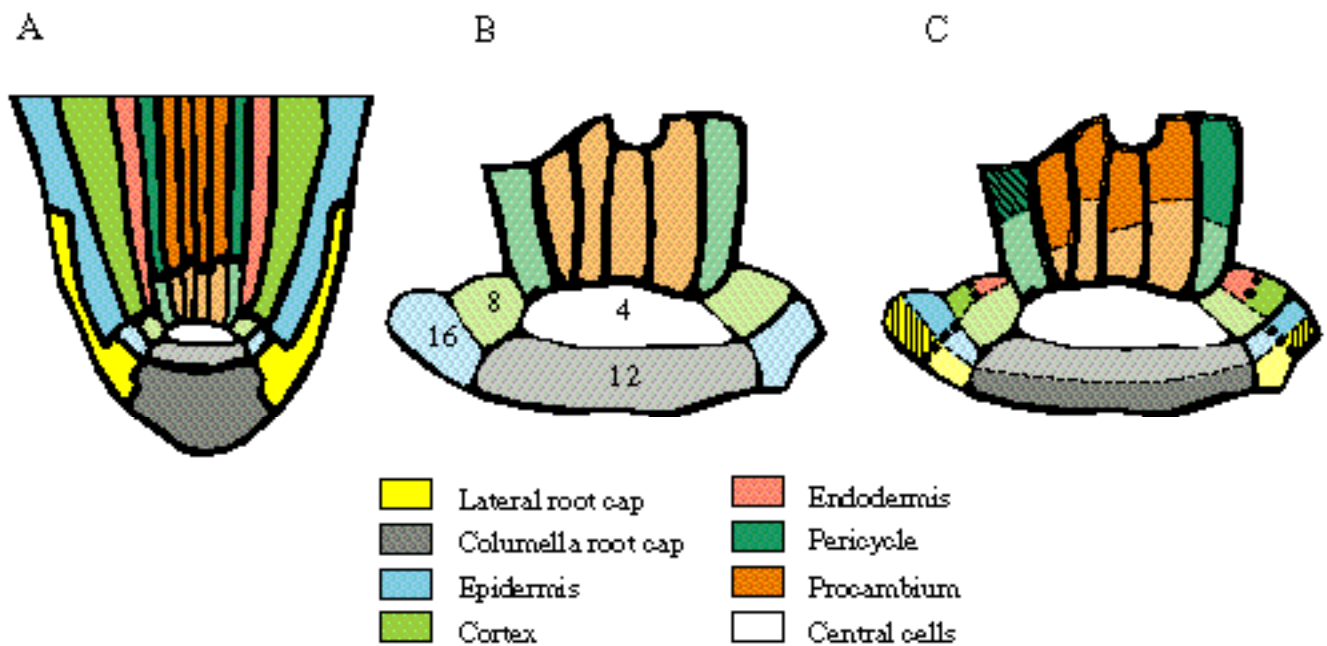 A
B
C
8
4
16
12
Lateral root cap
Columella root cap
Epidermis
Cortex
Endodermis
Pericycle
Procambium
Central cells